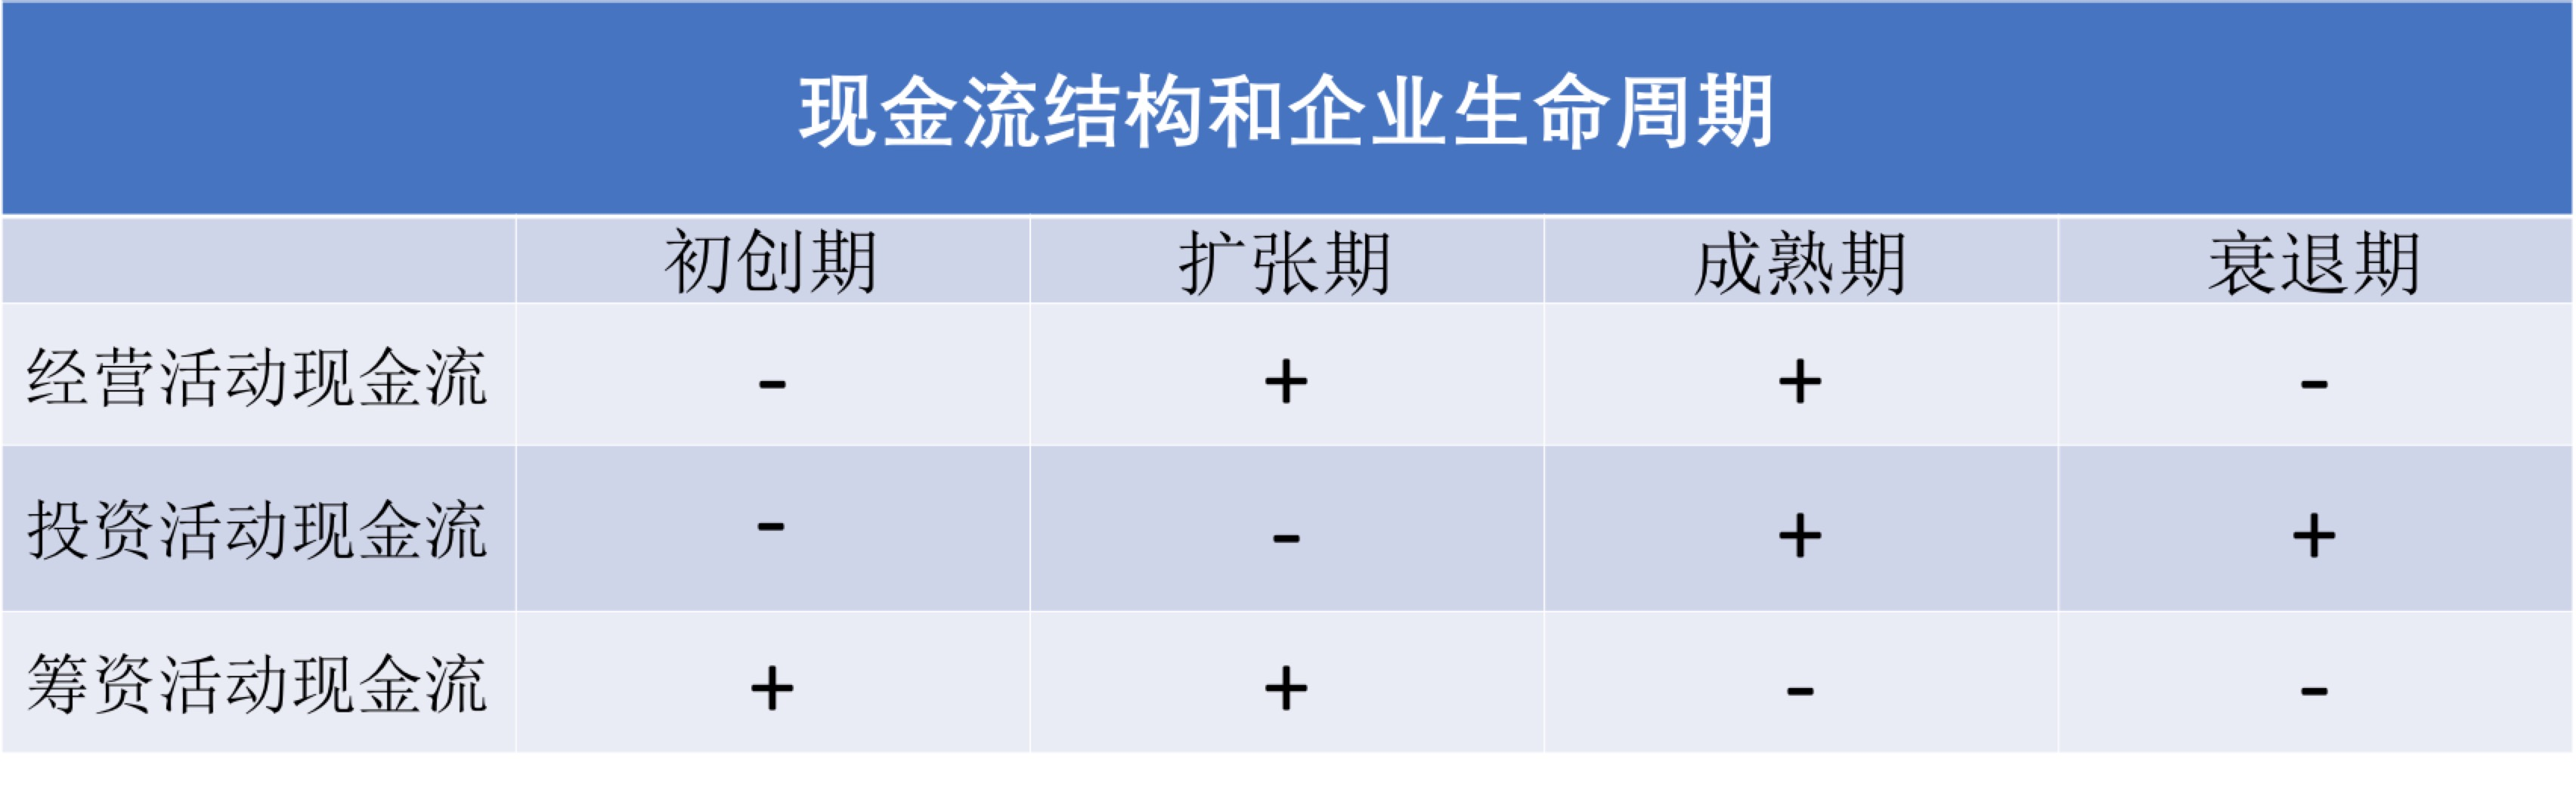 现金流结构和企业生命周期
初创期 扩张期 成熟期 衰退期
经营活动现金流 - + + -
投资活动现金流 - - + +
筹资活动现金流 + + - -